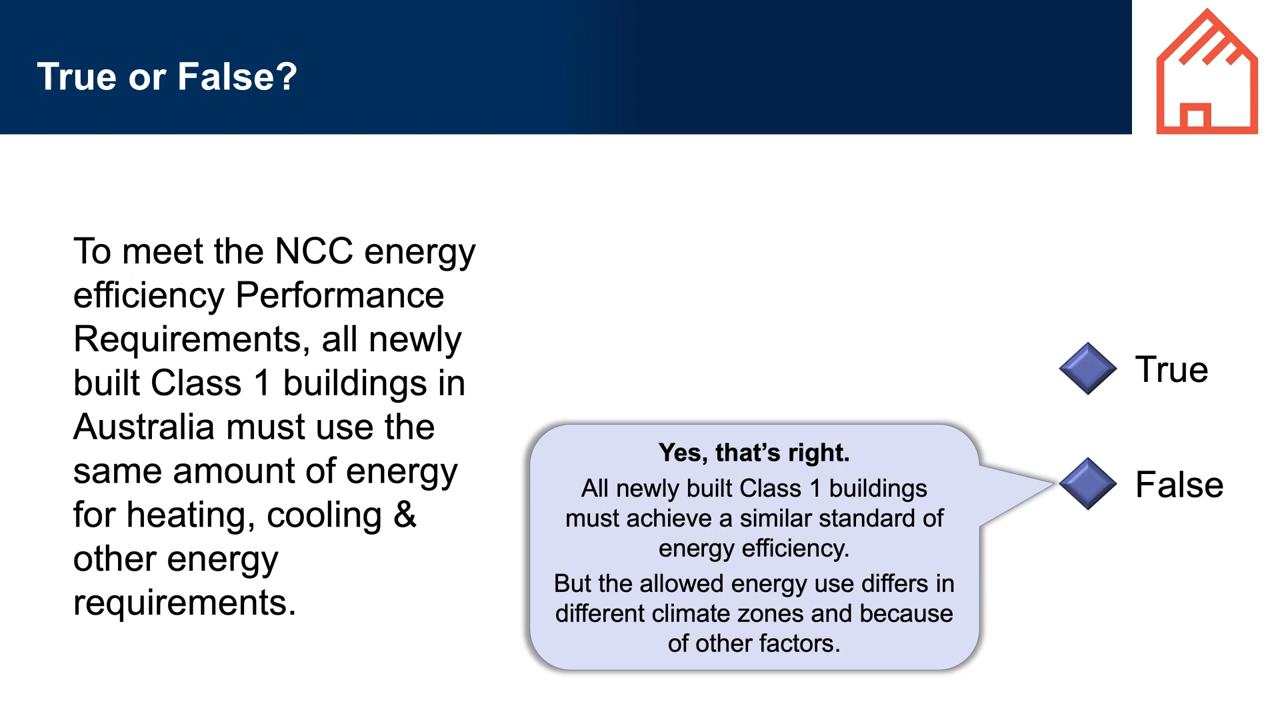 True or False?
To meet the NCC energy
efficiency Performance
Requirements, all newly
built Class 1 buildings in
Australia must use the
same amount of energy
for heating, cooling &
other energy
requirements.
True
False
Yes, that’s right.
All newly built Class 1 buildings
must achieve a similar standard of
energy efficiency.
But the allowed energy use differs in
different climate zones and because
of other factors.